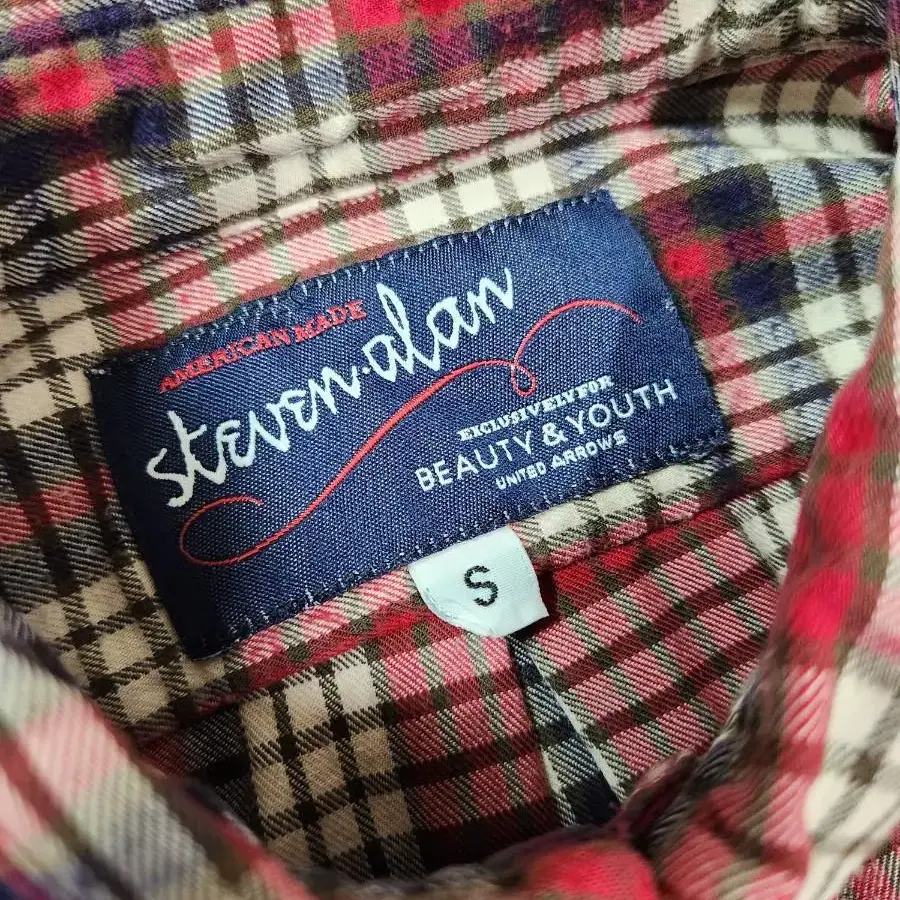 AMERICAN MADE
steven·alan
EXCLUSIVELY FOR
BEAUTY & YOUTH
UNITED ARROWS
S